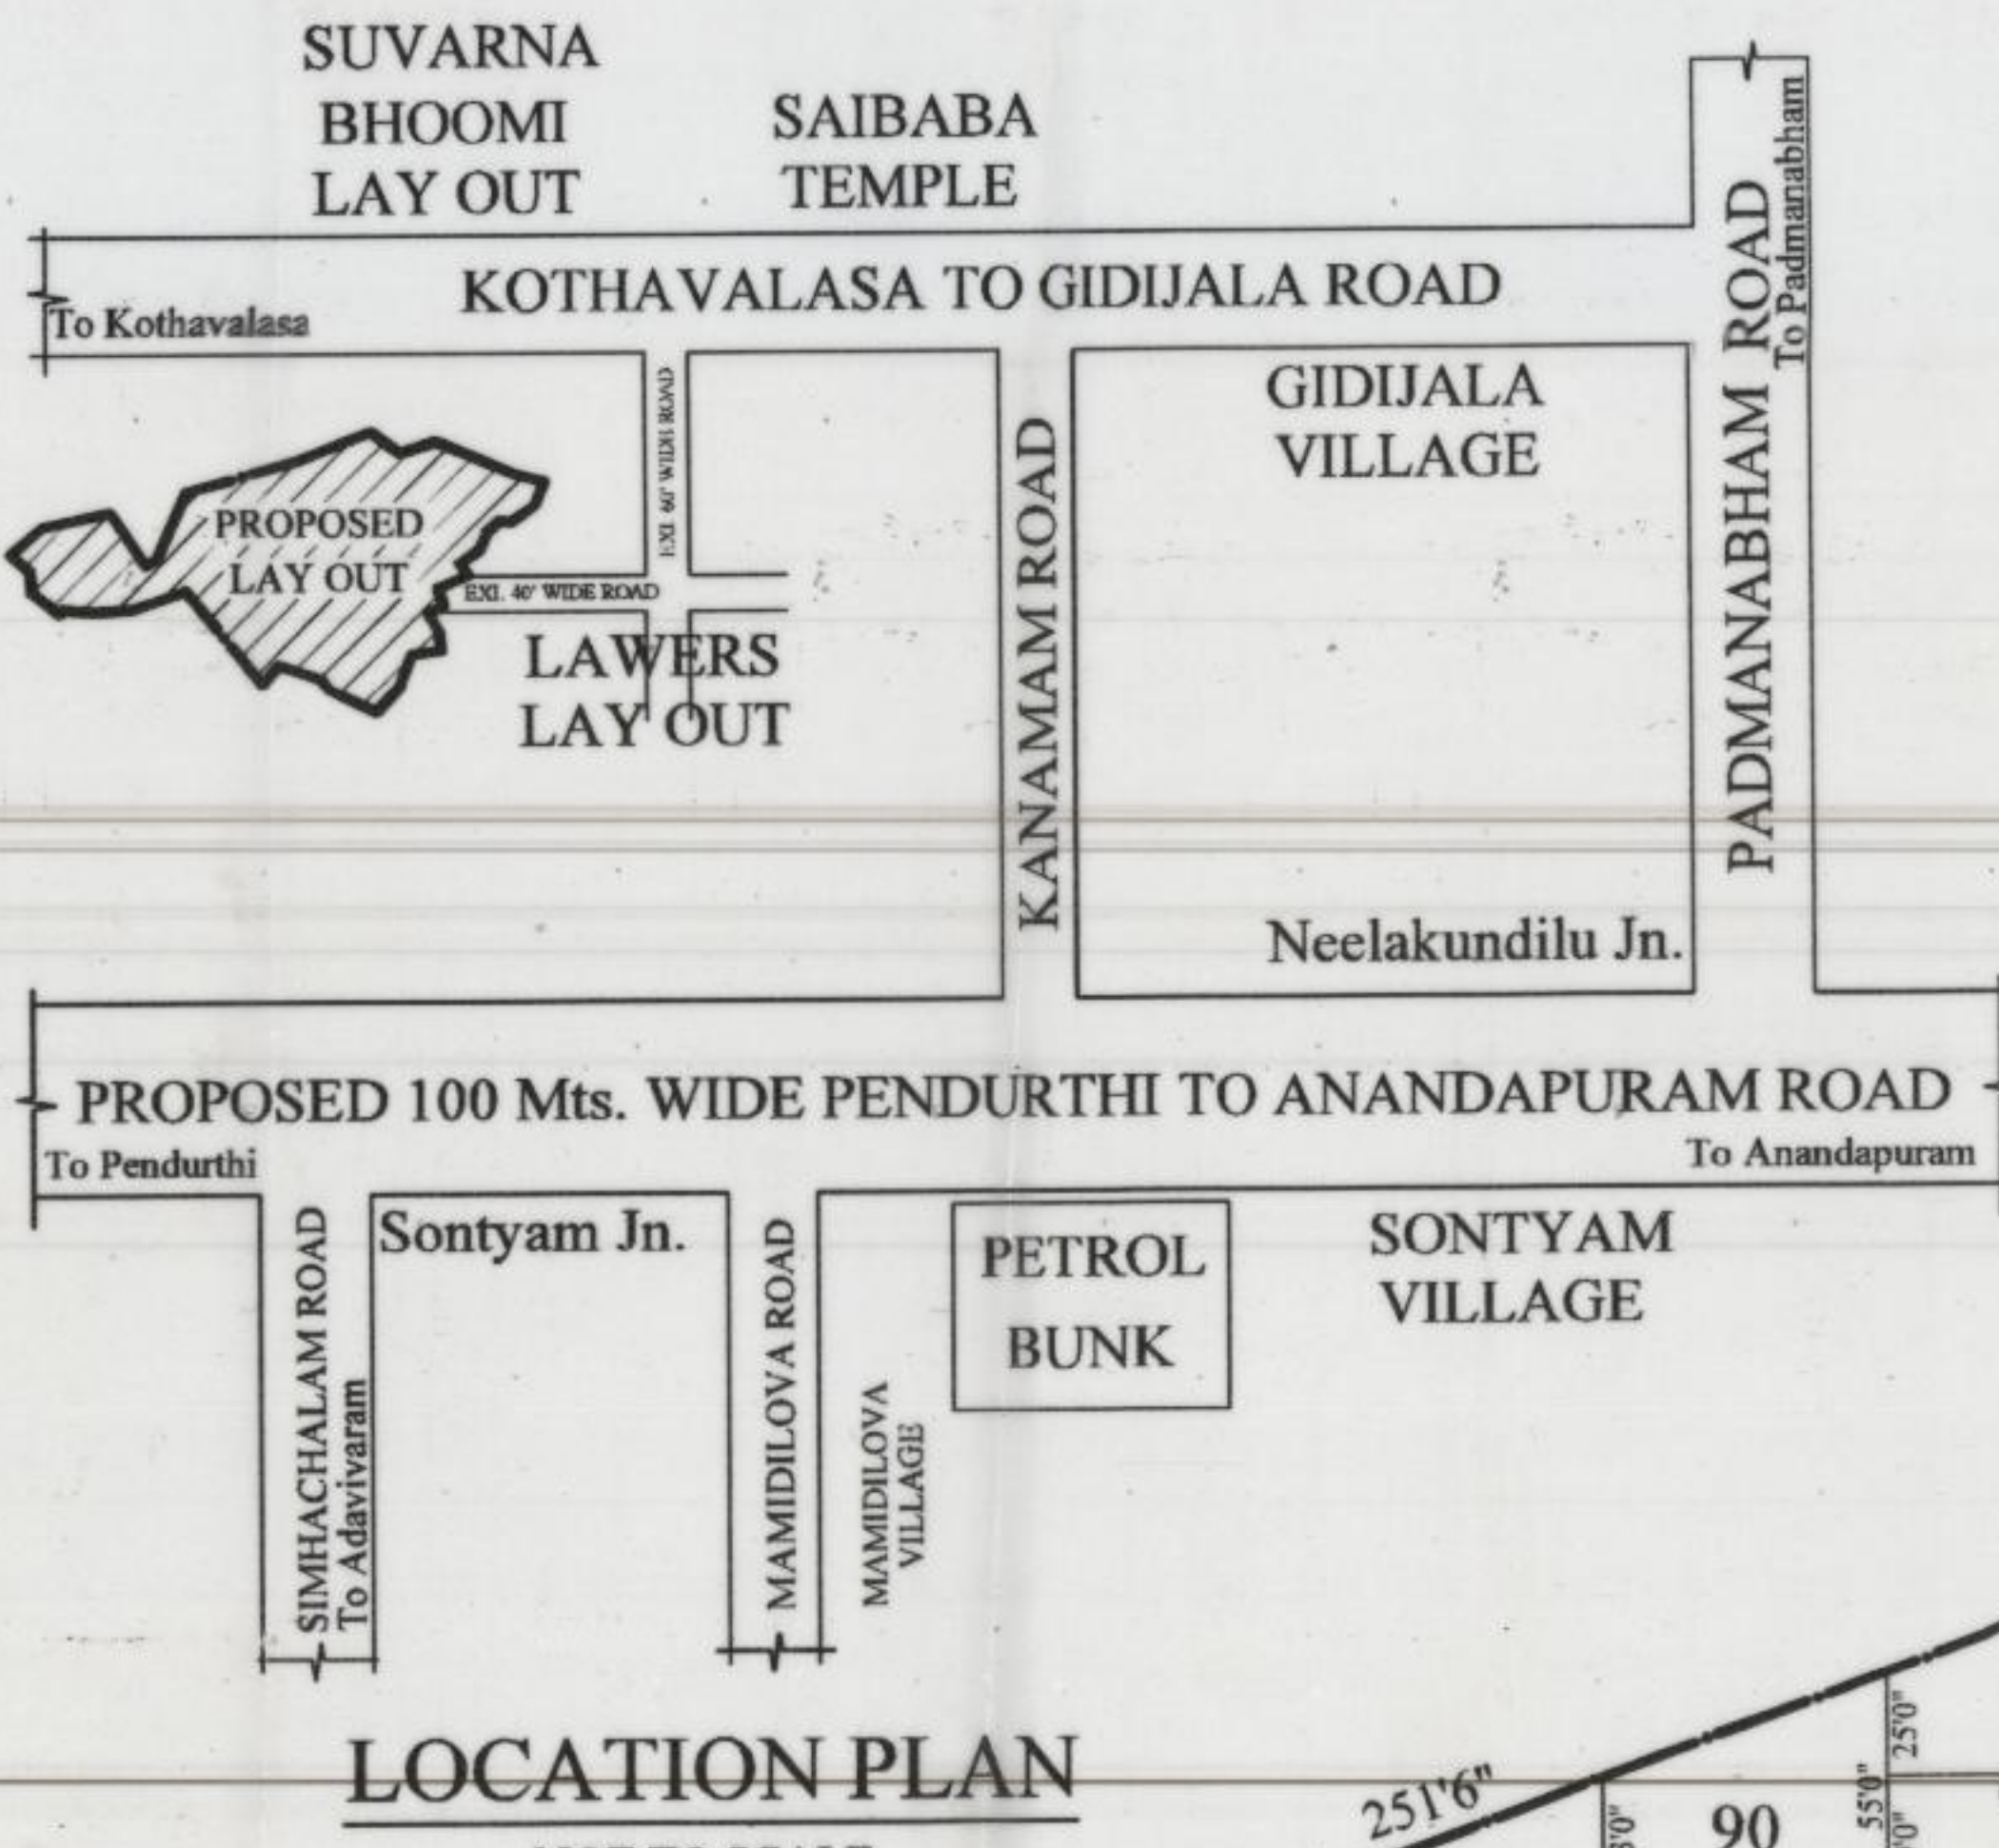 SUVARNA
BHOOMI
LAY OUT
SAIBABA
TEMPLE
To Padmanabham
PADMANABHAM ROAD
KOTHAVALASA TO GIDIJALA ROAD
To Kothavalasa
EXI. 60' WIDE ROAD
GIDIJALA
VILLAGE
KANAMAM ROAD
PROPOSED
LAY OUT
EXI. 40' WIDE ROAD
LAWERS
LAY OUT
Neelakundilu Jn.
PROPOSED 100 Mts. WIDE PENDURTHI TO ANANDAPURAM ROAD
To Pendurthi
To Anandapuram
SIMHACHALAM ROAD
To Adavivaram
Sontyam Jn.
MAMIDILOVA ROAD
MAMIDILOVA
VILLAGE
PETROL
BUNK
SONTYAM
VILLAGE
LOCATION PLAN
251'6"
90
55'0"
25'0"